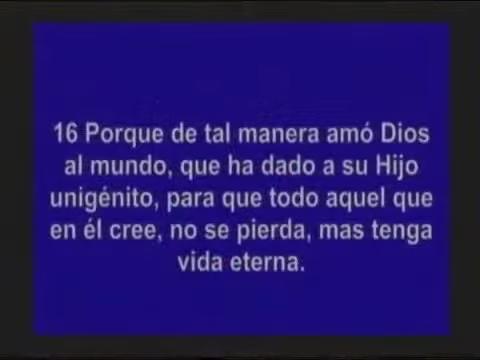 16 Porque de tal manera amó Dios
al mundo, que ha dado a su Hijo
unigénito, para que todo aquel que
en él cree, no se pierda, mas tenga
vida eterna.